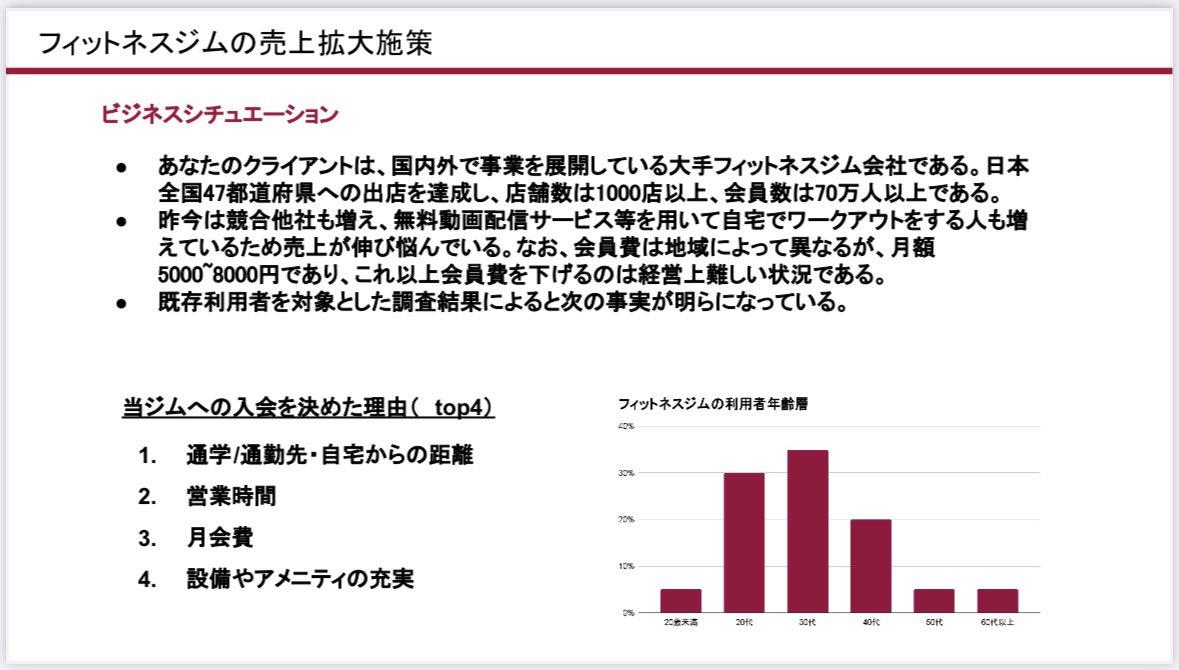 フィットネスジムの売上拡大施策
ビジネスシチュエーション
● あなたのクライアントは、国内外で事業を展開している大手フィットネスジム会社である。日本
全国47都道府県への出店を達成し、店舗数は1000店以上、会員数は70万人以上である。
● 昨今は競合他社も増え、無料動画配信サービス等を用いて自宅でワークアウトをする人も増
えているため売上が伸び悩んでいる。なお、会員費は地域によって異なるが、月額
5000~8000円であり、これ以上会員費を下げるのは経営上難しい状況である。
● 既存利用者を対象とした調査結果によると次の事実が明らかになっている。
当ジムへの入会を決めた理由( top4)
1. 通学/通勤先・自宅からの距離
2. 営業時間
3. 月会費
4. 設備やアメニティの充実
フィットネスジムの利用者年齢層
40%
30%
20%
10%
0%
20歳未満 20代 30代 40代 50代 60代以上